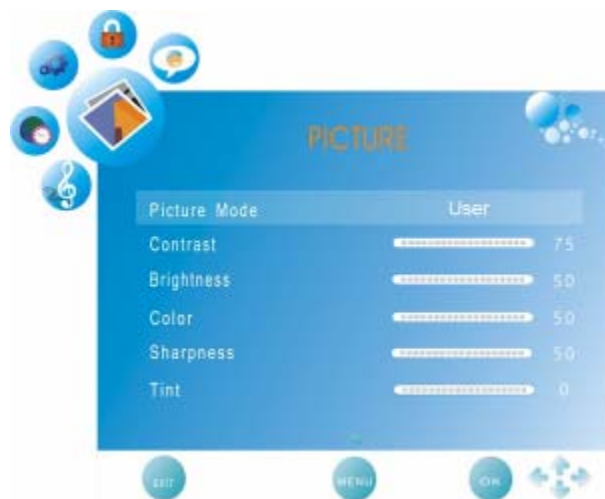 PICTURE
Picture Mode User
Contrast 75
Brightness 50
Color 50
Sharpness 50
Tint 0
EXIT MENU OK